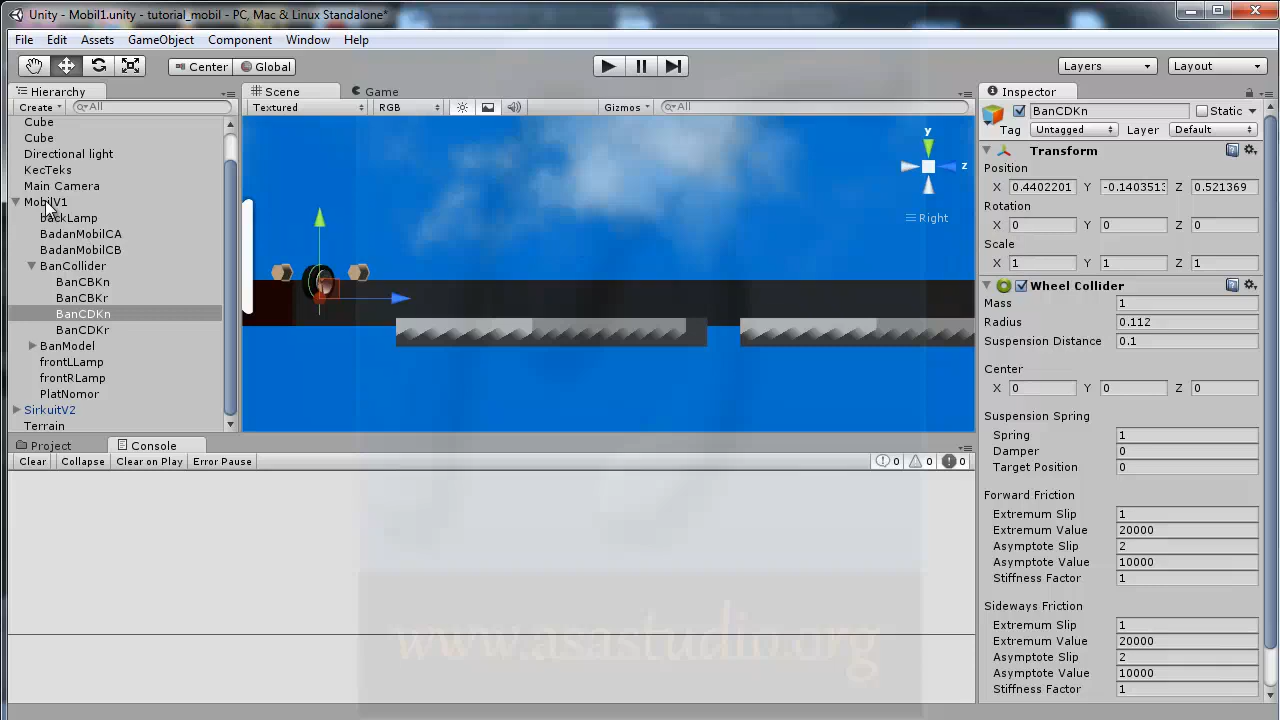 Unity - Mobil1.unity - tutorial_mobil - PC, Mac & Linux Standalone*
File Edit Assets GameObject Component Window Help
Center Global Layers Layout
Hierarchy
Create All
Cube
Cube
Directional light
KecTeks
Main Camera
MobilV1
backLamp
BadanMobilCA
BadanMobilCB
BanCollider
BanCBKn
BanCBKr
BanCDKn
BanCDKr
BanModel
frontLLamp
frontRLamp
PlatNomor
SirkuitV2
Terrain
Scene Game
Textured RGB Gizmos All
y
z
Right
Project Console
Clear Collapse Clear on Play Error Pause 0 0 0
www.asastudio.org
Inspector
BanCDKn Static
Tag Untagged Layer Default
Transform
Position
X 0.4402201 Y -0.1403513 Z 0.521369
Rotation
X 0 Y 0 Z 0
Scale
X 1 Y 1 Z 1
Wheel Collider
Mass 1
Radius 0.112
Suspension Distance 0.1
Center
X 0 Y 0 Z 0
Suspension Spring
Spring 1
Damper 0
Target Position 0
Forward Friction
Extremum Slip 1
Extremum Value 20000
Asymptote Slip 2
Asymptote Value 10000
Stiffness Factor 1
Sideways Friction
Extremum Slip 1
Extremum Value 20000
Asymptote Slip 2
Asymptote Value 10000
Stiffness Factor 1